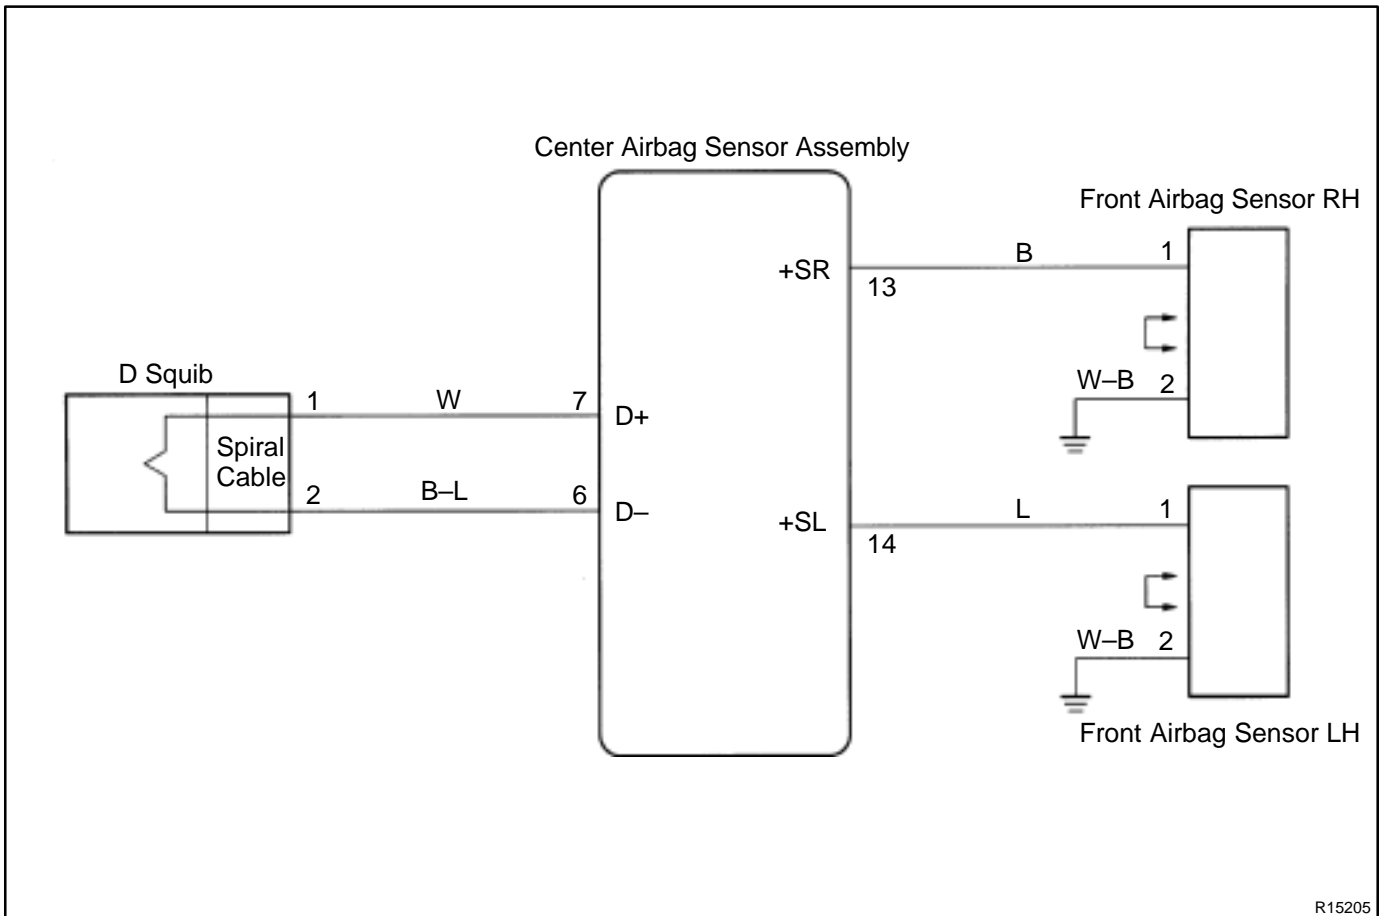 Center Airbag Sensor Assembly
Front Airbag Sensor RH
+SR
13
B
1
W–B
2
D Squib
Spiral
Cable
1
W
7
D+
2
B–L
6
D–
+SL
14
L
1
W–B
2
Front Airbag Sensor LH
R15205